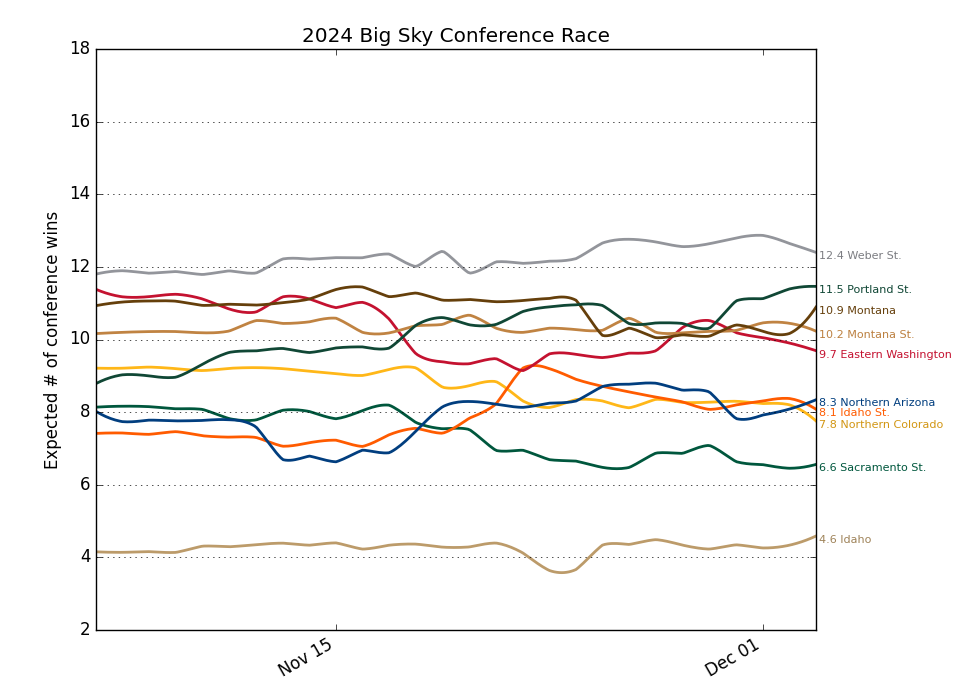 2024 Big Sky Conference Race
Expected # of conference wins
18
16
14
12
10
8
6
4
2
Nov 15
Dec 01
12.4 Weber St.
11.5 Portland St.
10.9 Montana
10.2 Montana St.
9.7 Eastern Washington
8.3 Northern Arizona
8.1 Idaho St.
7.8 Northern Colorado
6.6 Sacramento St.
4.6 Idaho